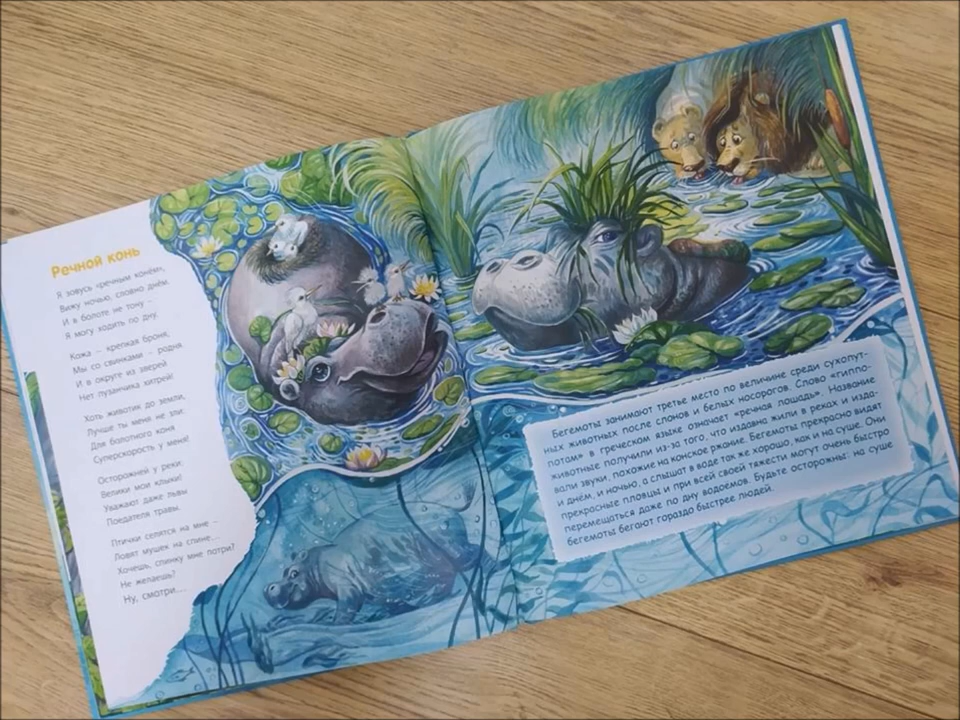 Речной конь
Я зовусь «речным конём»,
Вижу ночью, словно днём,
И в болоте не тону –
Я могу ходить по дну.
Кожа – крепкая броня,
Мы со свинками – родня.
И в округе из зверей
Нет пузанчика хитрей!
Хоть животик до земли,
Лучше ты меня не зли:
Для болотного коня
Суперскорость у меня!
Осторожней у реки:
Велики мои клыки!
Уважают даже львы
Поедателя травы.
Птички селятся на мне –
Ловят мушек на спине...
Хочешь, спинку мне потри?
Не желаешь?
Ну, смотри...
Бегемоты занимают третье место по величине среди сухопут-
ных животных после слонов и белых носорогов. Слово «гиппо-
потам» в греческом языке означает «речная лошадь». Название
животные получили из-за того, что издавна жили в реках и изда-
вали звуки, похожие на конское ржание. Бегемоты прекрасно видят
и днём, и ночью, а слышат в воде так же хорошо, как и на суше. Они
прекрасные пловцы и при всей своей тяжести могут очень быстро
перемещаться даже по дну водоемов. Будьте осторожны: на суше
бегемоты бегают гораздо быстрее людей.